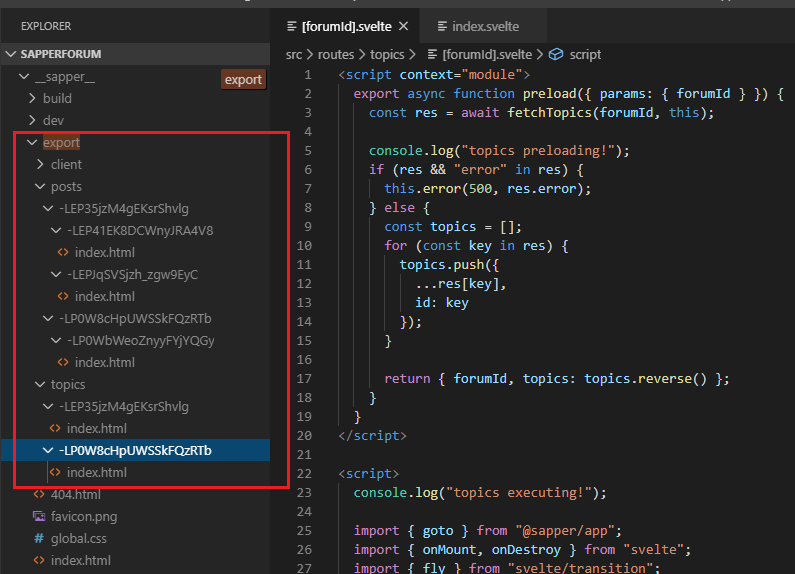 EXPLORER
SAPPERFORUM
__sapper__
export
build
dev
export
client
posts
-LEP35jzM4gEKsrShvlg
-LEP41EK8DCWnyJRA4V8
index.html
-LEPJqSVSjzh_zgw9EyC
index.html
-LP0W8cHpUWSSkFQzRTb
-LP0WbWeoZnyyFYjYQGy
index.html
topics
-LEP35jzM4gEKsrShvlg
index.html
-LP0W8cHpUWSSkFQzRTb
index.html
404.html
favicon.png
# global.css
index.html
[forumId].svelte
index.svelte
src > routes > topics > [forumId].svelte > script
1 <script context="module">
2 export async function preload({ params: { forumId } }) {
3 const res = await fetchTopics(forumId, this);
4
5 console.log("topics preloading!");
6 if (res && "error" in res) {
7 this.error(500, res.error);
8 } else {
9 const topics = [];
10 for (const key in res) {
11 topics.push({
12 ...res[key],
13 id: key
14 });
15 }
16
17 return { forumId, topics: topics.reverse() };
18 }
19 }
20 </script>
21
22 <script>
23 console.log("topics executing!");
24
25 import { goto } from "@sapper/app";
26 import { onMount, onDestroy } from "svelte";
27 import { fly } from "svelte/transition";